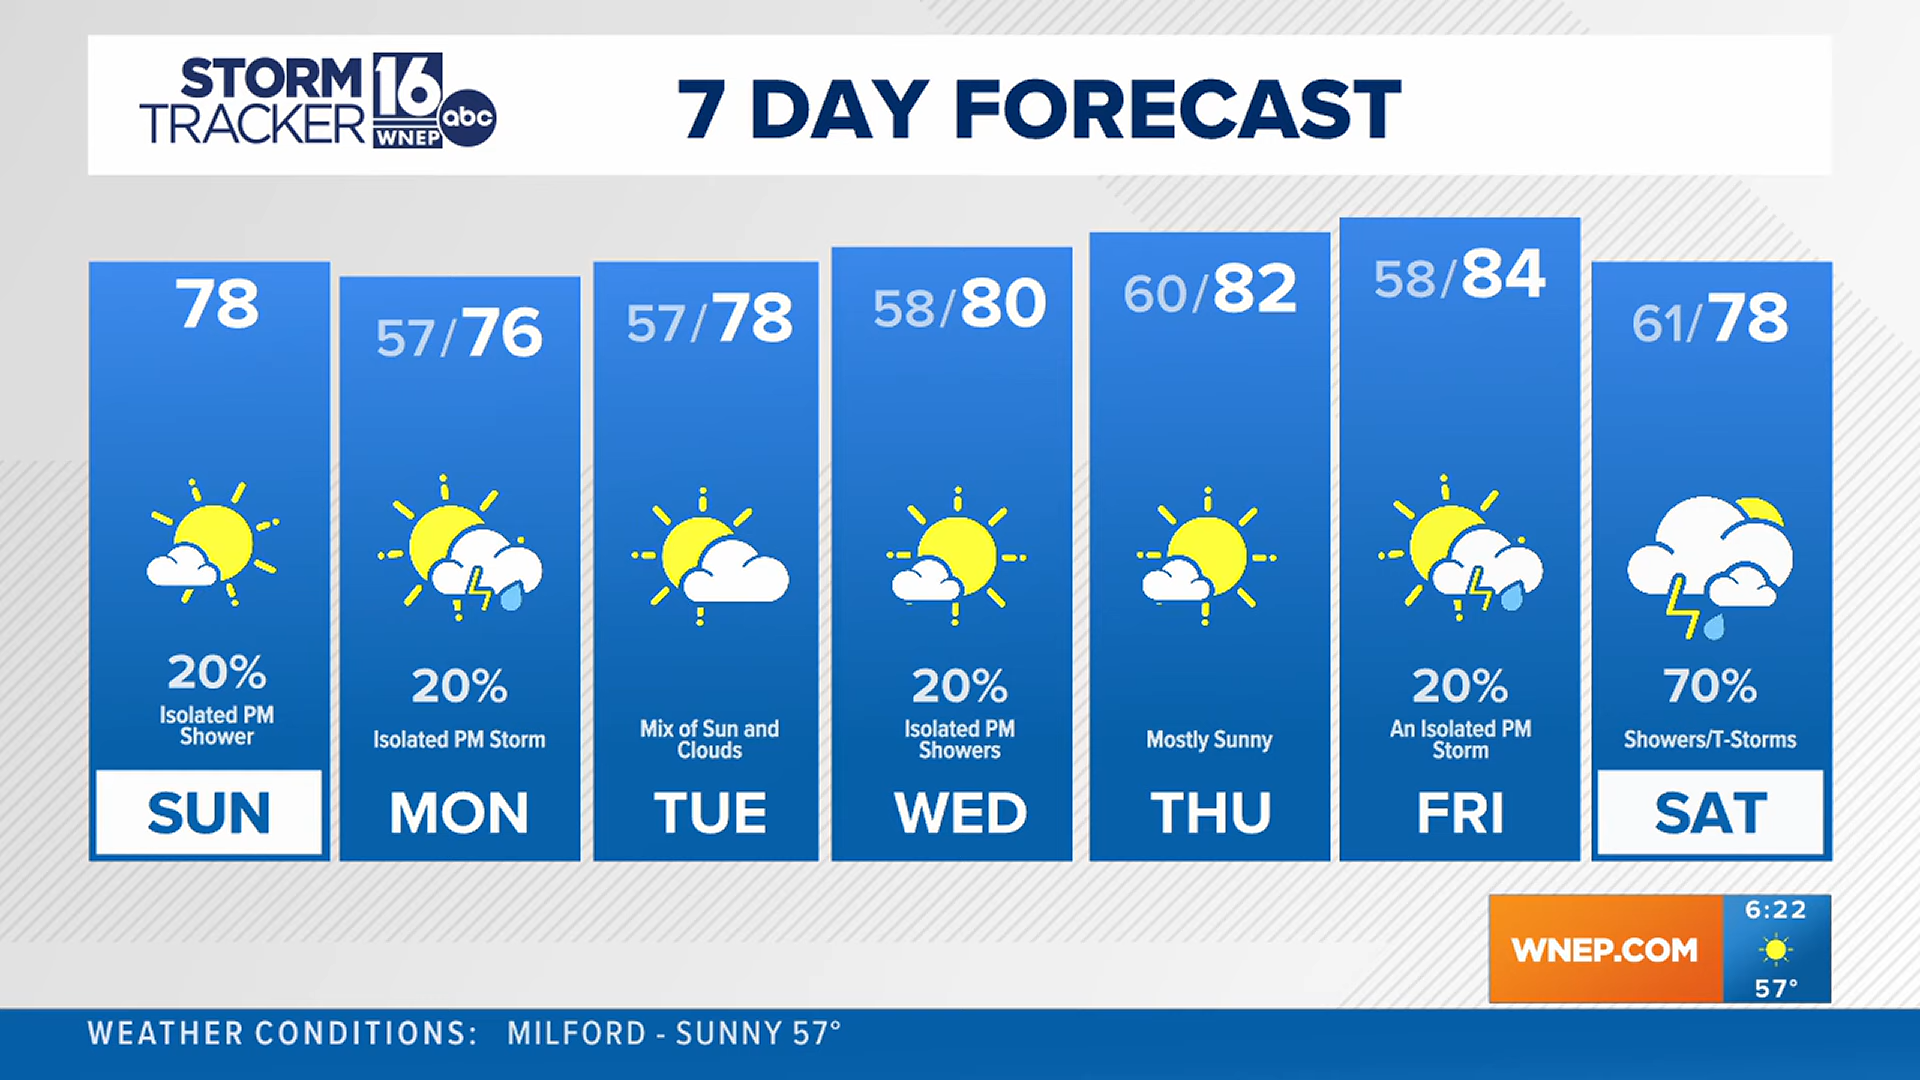 STORM
TRACKER
16
WNEP
abc
7 DAY FORECAST
78
20%
Isolated PM
Shower
SUN
57/76
20%
Isolated PM Storm
MON
57/78
Mix of Sun and
Clouds
TUE
58/80
20%
Isolated PM
Showers
WED
60/82
Mostly Sunny
THU
58/84
20%
An Isolated PM
Storm
FRI
61/78
70%
Showers/T-Storms
SAT
WNEP.COM
6:22
57°
WEATHER CONDITIONS: MILFORD - SUNNY 57°